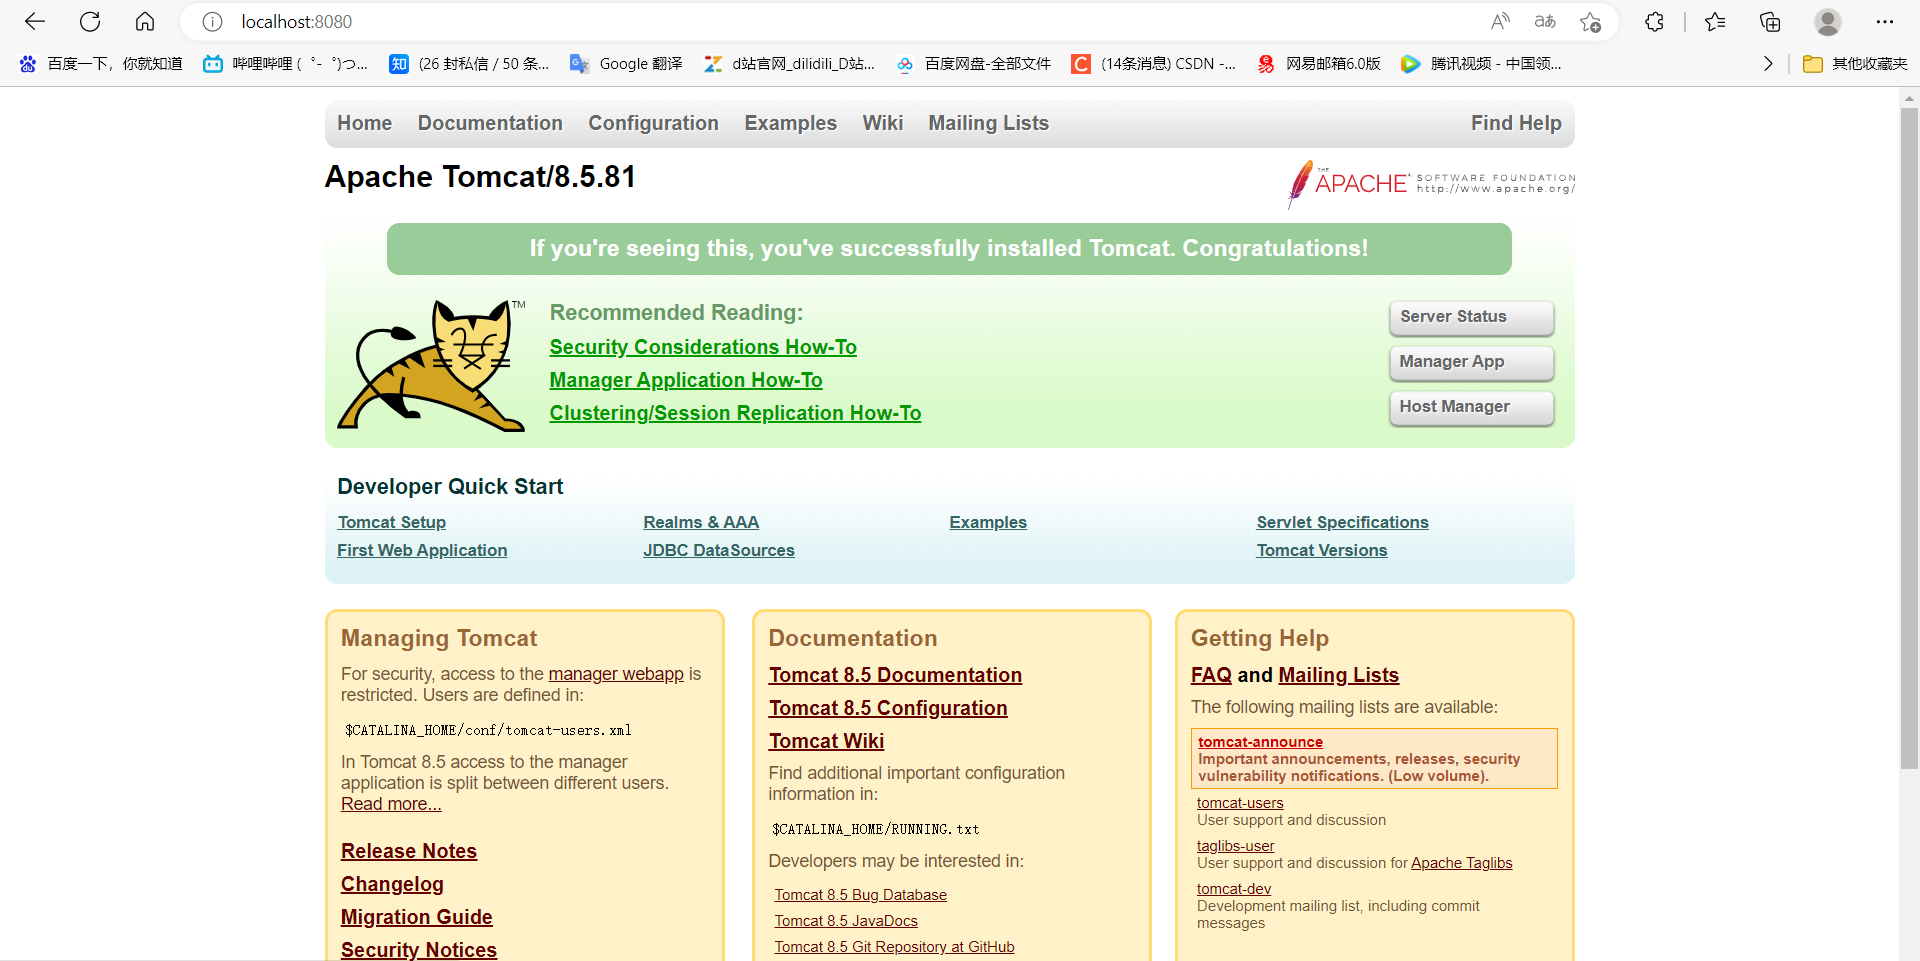 localhost:8080
百度一下，你就知道
哔哩哔哩 (゜-゜)つ...
(26 封私信 / 50 条...
Google 翻译
d站官网_dilidili_D站...
百度网盘-全部文件
(14条消息) CSDN -...
网易邮箱6.0版
腾讯视频 - 中国领...
其他收藏夹
Home Documentation Configuration Examples Wiki Mailing Lists Find Help
Apache Tomcat/8.5.81
THE APACHE SOFTWARE FOUNDATION
http://www.apache.org/
If you're seeing this, you've successfully installed Tomcat. Congratulations!
TM
Recommended Reading:
Security Considerations How-To
Manager Application How-To
Clustering/Session Replication How-To
Server Status
Manager App
Host Manager
Developer Quick Start
Tomcat Setup
First Web Application
Realms & AAA
JDBC DataSources
Examples
Servlet Specifications
Tomcat Versions
Managing Tomcat
For security, access to the manager webapp is
restricted. Users are defined in:
$CATALINA_HOME/conf/tomcat-users.xml
In Tomcat 8.5 access to the manager
application is split between different users.
Read more...
Release Notes
Changelog
Migration Guide
Security Notices
Documentation
Tomcat 8.5 Documentation
Tomcat 8.5 Configuration
Tomcat Wiki
Find additional important configuration
information in:
$CATALINA_HOME/RUNNING.txt
Developers may be interested in:
Tomcat 8.5 Bug Database
Tomcat 8.5 JavaDocs
Tomcat 8.5 Git Repository at GitHub
Getting Help
FAQ and Mailing Lists
The following mailing lists are available:
tomcat-announce
Important announcements, releases, security
vulnerability notifications. (Low volume).
tomcat-users
User support and discussion
taglibs-user
User support and discussion for Apache Taglibs
tomcat-dev
Development mailing list, including commit
messages